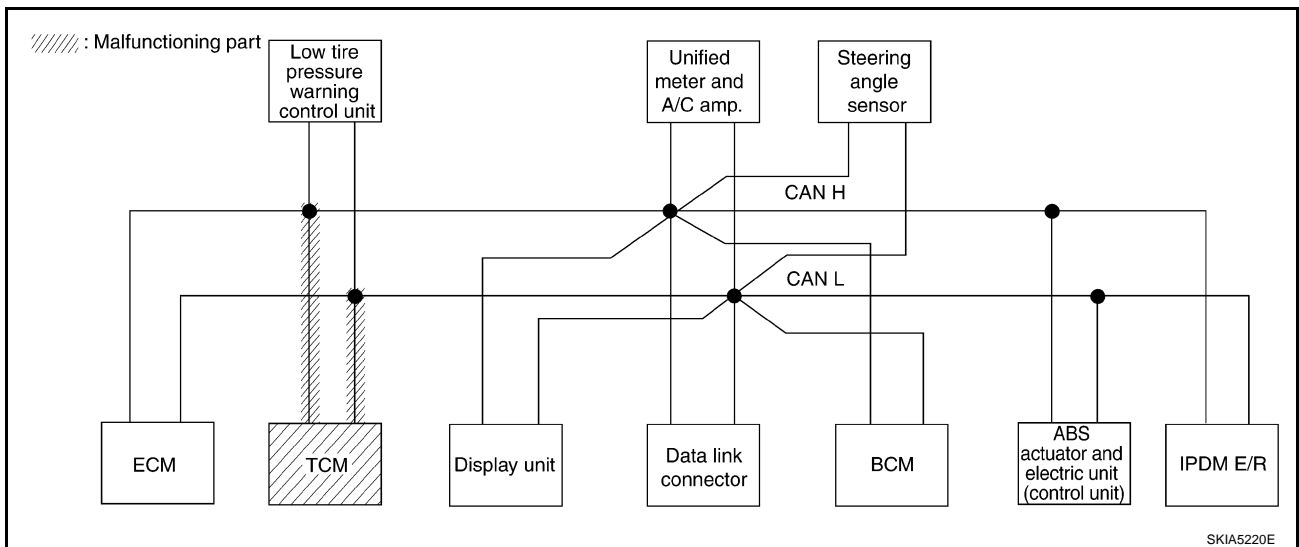 : Malfunctioning part
Low tire
pressure
warning
control unit
Unified
meter and
A/C amp.
Steering
angle
sensor
CAN H
CAN L
ECM
TCM
Display unit
Data link
connector
BCM
ABS
actuator and
electric unit
(control unit)
IPDM E/R
SKIA5220E